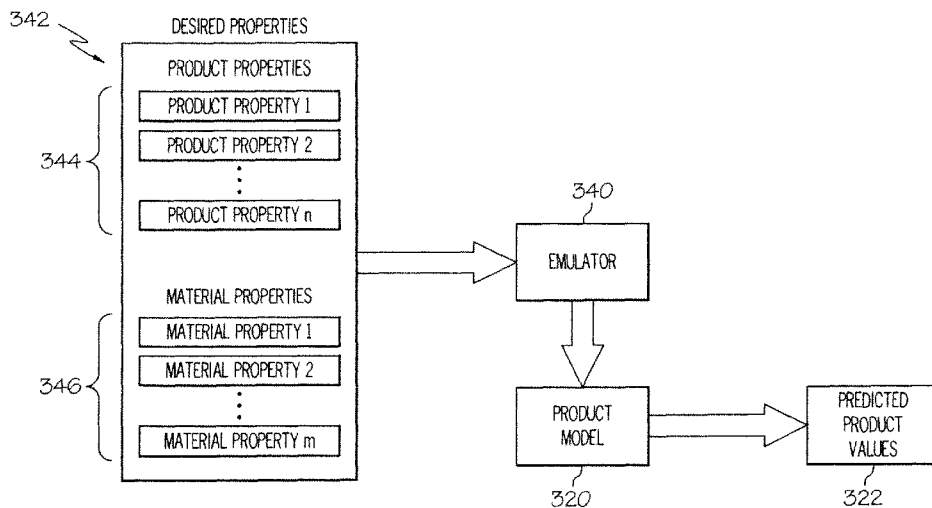 342
DESIRED PROPERTIES
PRODUCT PROPERTIES
344
PRODUCT PROPERTY 1
PRODUCT PROPERTY 2
PRODUCT PROPERTY n
MATERIAL PROPERTIES
346
MATERIAL PROPERTY 1
MATERIAL PROPERTY 2
MATERIAL PROPERTY m
340
EMULATOR
PRODUCT
MODEL
320
PREDICTED
PRODUCT
VALUES
322